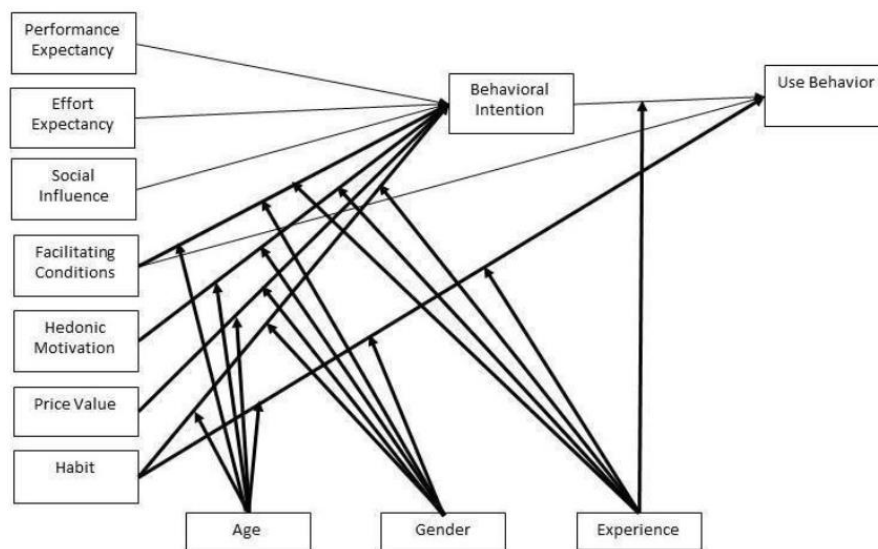 Performance
Expectancy
Effort
Expectancy
Social
Influence
Facilitating
Conditions
Hedonic
Motivation
Price Value
Habit
Behavioral
Intention
Use Behavior
Age
Gender
Experience